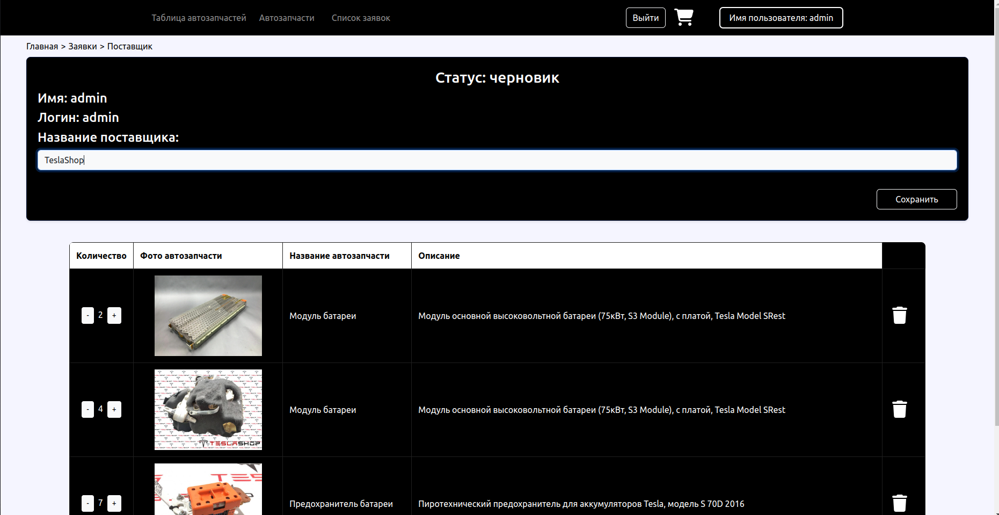 Таблица автозапчастей Автозапчасти Список заявок Выйти Имя пользователя: admin
Главная > Заявки > Поставщик
Статус: черновик
Имя: admin
Логин: admin
Название поставщика:
TeslaShop
Сохранить
Количество Фото автозапчасти Название автозапчасти Описание
- 2 + Модуль батареи Модуль основной высоковольтной батареи (75кВт, S3 Module), с платой, Tesla Model SRest
- 4 + Модуль батареи Модуль основной высоковольтной батареи (75кВт, S3 Module), с платой, Tesla Model SRest
TESLASHOP
- 7 + Предохранитель батареи Пиротехнический предохранитель для аккумуляторов Tesla, модель S 70D 2016